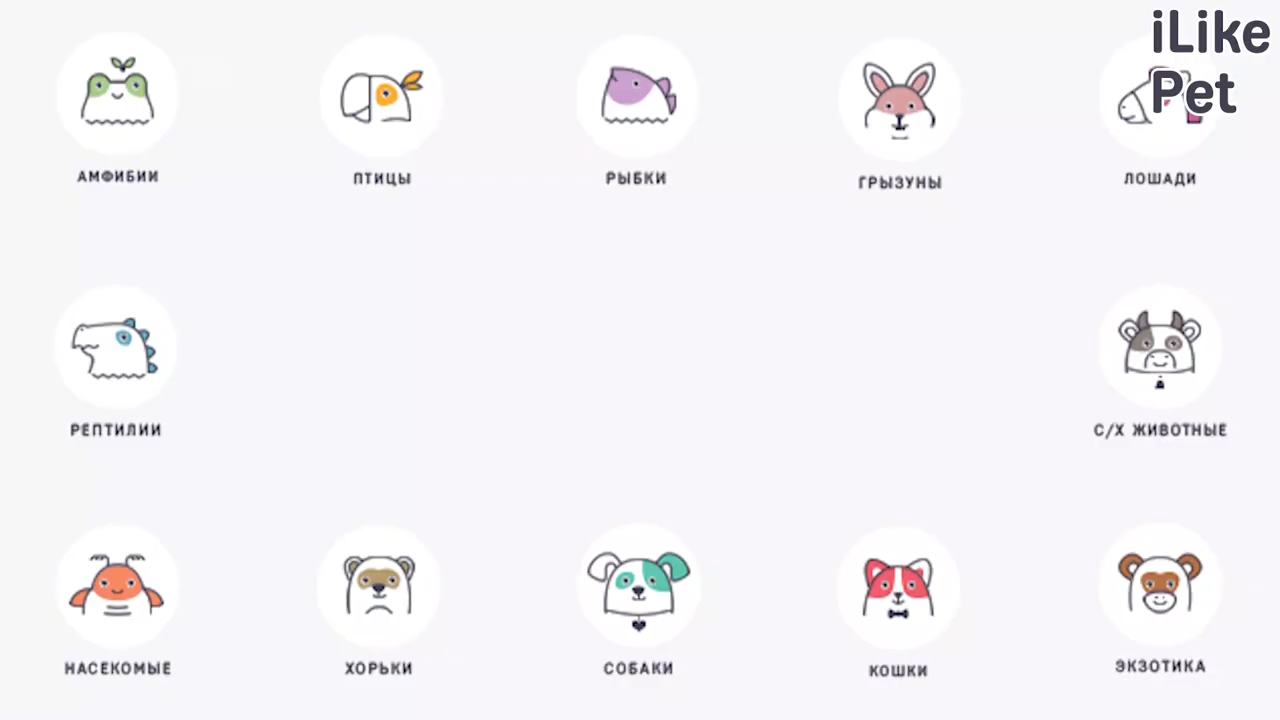 iLike
Pet
АМФИБИИ
ПТИЦЫ
РЫБКИ
ГРЫЗУНЫ
ЛОШАДИ
РЕПТИЛИИ
С/Х ЖИВОТНЫЕ
НАСЕКОМЫЕ
ХОРЬКИ
СОБАКИ
КОШКИ
ЭКЗОТИКА